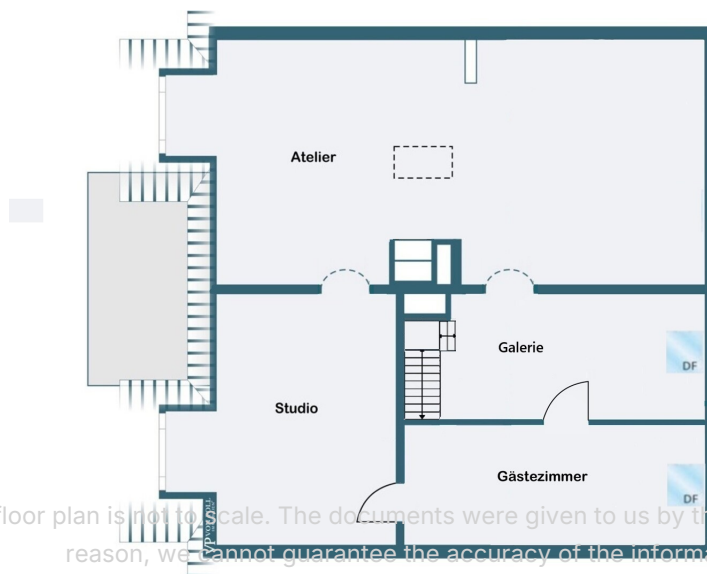 Atelier
Galerie
DF
Studio
Gästezimmer
DF
floor plan is not to scale. The documents were given to us by th
reason, we cannot guarantee the accuracy of the informa